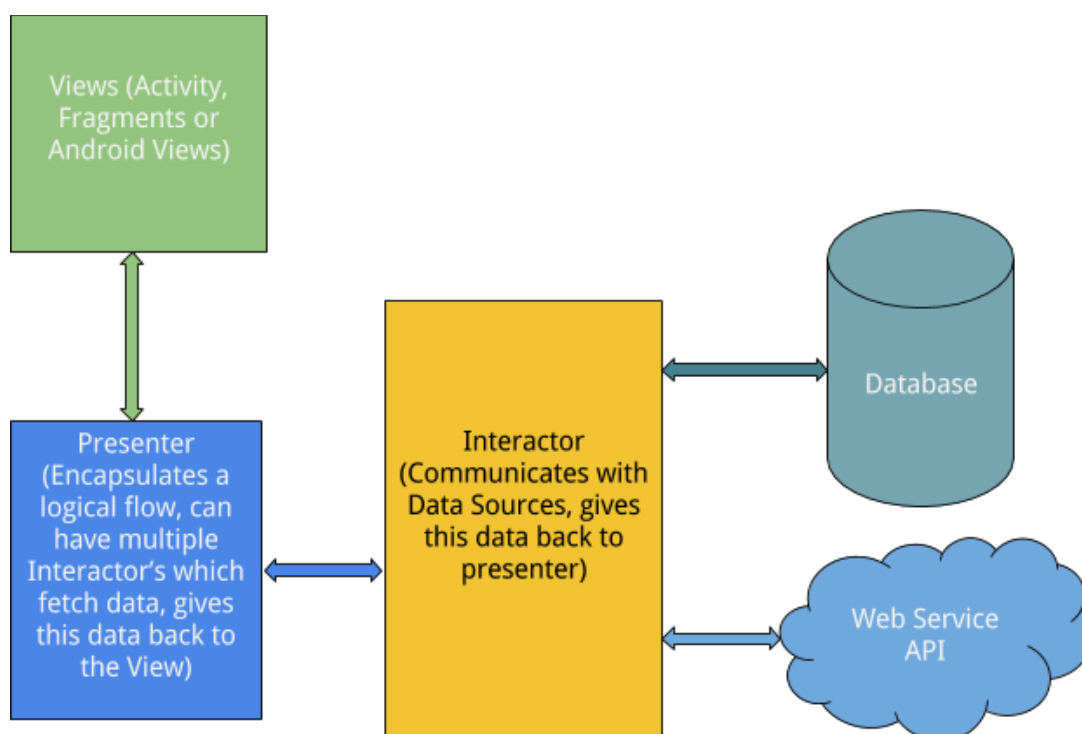 Views (Activity,
Fragments or
Android Views)
Presenter
(Encapsulates a
logical flow, can
have multiple
Interactor’s which
fetch data, gives
this data back to
the View)
Interactor
(Communicates with
Data Sources, gives
this data back to
presenter)
Database
Web Service
API